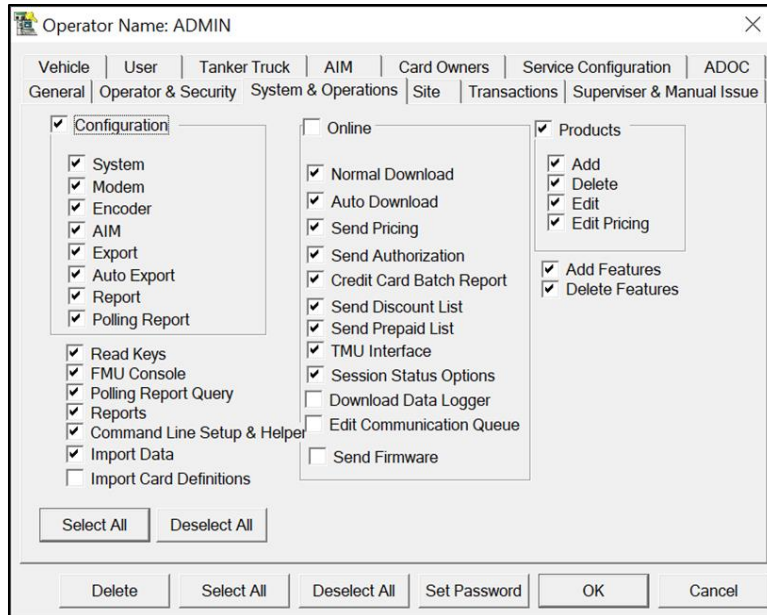 Operator Name: ADMIN
Vehicle User Tanker Truck AIM Card Owners Service Configuration ADOC
General Operator & Security System & Operations Site Transactions Superviser & Manual Issue
Configuration
System
Modem
Encoder
AIM
Export
Auto Export
Report
Polling Report
Read Keys
FMU Console
Polling Report Query
Reports
Command Line Setup & Helper
Import Data
Import Card Definitions
Online
Normal Download
Auto Download
Send Pricing
Send Authorization
Credit Card Batch Report
Send Discount List
Send Prepaid List
TMU Interface
Session Status Options
Download Data Logger
Edit Communication Queue
Send Firmware
Products
Add
Delete
Edit
Edit Pricing
Add Features
Delete Features
Select All Deselect All
Delete Select All Deselect All Set Password OK Cancel